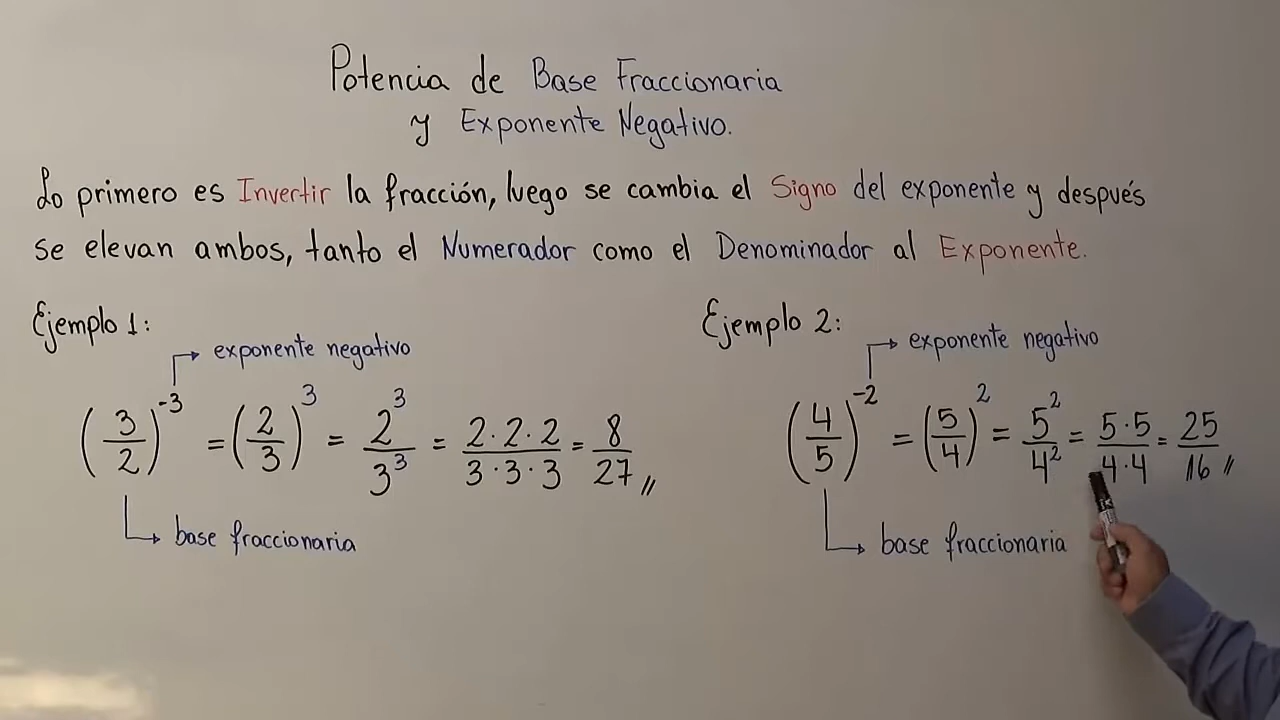 Potencia de Base Fraccionaria
y Exponente Negativo.
Lo primero es Invertir la fracción, luego se cambia el Signo del exponente y después
se elevan ambos, tanto el Numerador como el Denominador al Exponente.
Ejemplo 1:
exponente negativo
(3/2)^-3 = (2/3)^3 = 2^3/3^3 = 2·2·2/3·3·3 = 8/27 //
base fraccionaria
Ejemplo 2:
exponente negativo
(4/5)^-2 = (5/4)^2 = 5^2/4^2 = 5·5/4·4 = 25/16 //
base fraccionaria